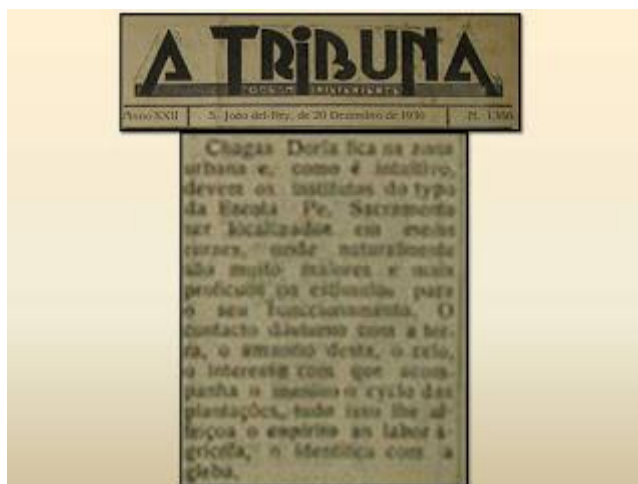 A TRIBUNA
Anno XXII S. João del-Rey, de 20 Dezembro de 1936 N. 1.366
Chagas Doria fica na zona
urbana e, como é intuitivo,
devem os institutos do typo
da Escola Pe. Sacramento
ser localizados em meios
ruraes, onde naturalmente
são muito maiores e mais
proficuos os estimulos para
o seu funccionamento. O
contacto diuturno com a ter-
ra, o amanho desta, o zelo,
o interesse com que acom-
panha o menino o cyclo das
plantações, tudo isso lhe af-
feiçoa o espirito ao labor a-
gricola, o identifica com a
gleba.